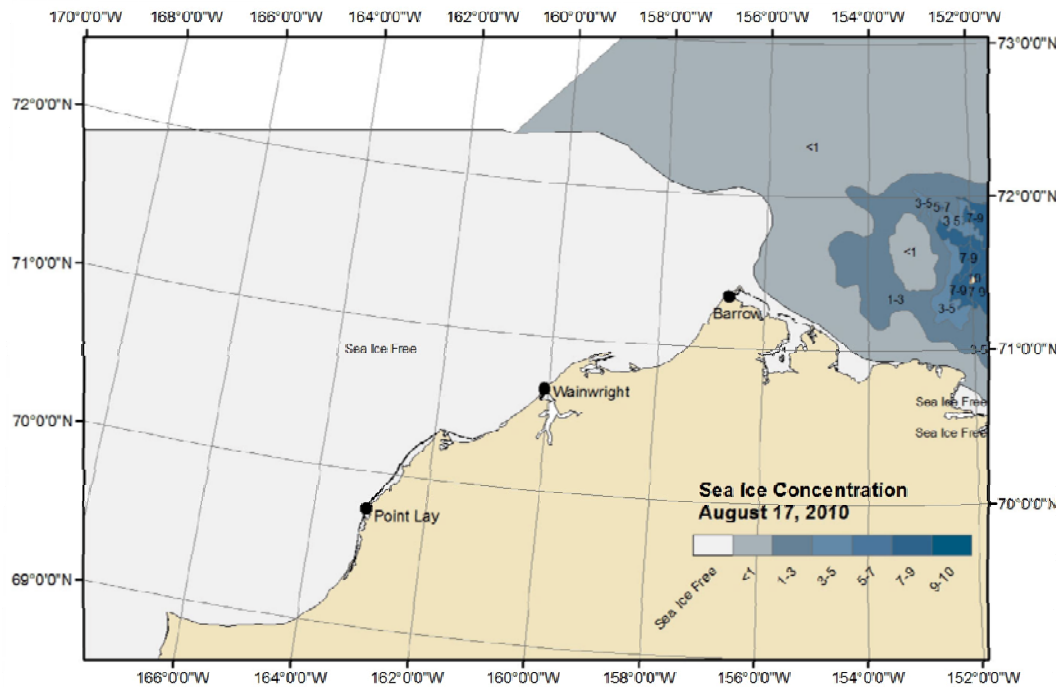 170°0'0"W 168°0'0"W 166°0'0"W 164°0'0"W 162°0'0"W 160°0'0"W 158°0'0"W 156°0'0"W 154°0'0"W 152°0'0"W
73°0'0"N
72°0'0"N
<1
72°0'0"N
3-5
5-7
3-5
7-9
71°0'0"N
<1
7-9
7-9
7-9
1-3
3-5
Barrow
Sea Ice Free
3-5
71°0'0"N
Wainwright
Sea Ice Free
70°0'0"N
Sea Ice Free
Sea Ice Concentration
August 17, 2010
70°0'0"N
Point Lay
Sea Ice Free
<1
1-3
3-5
5-7
7-9
9-10
69°0'0"N
166°0'0"W 164°0'0"W 162°0'0"W 160°0'0"W 158°0'0"W 156°0'0"W 154°0'0"W 152°0'0"W